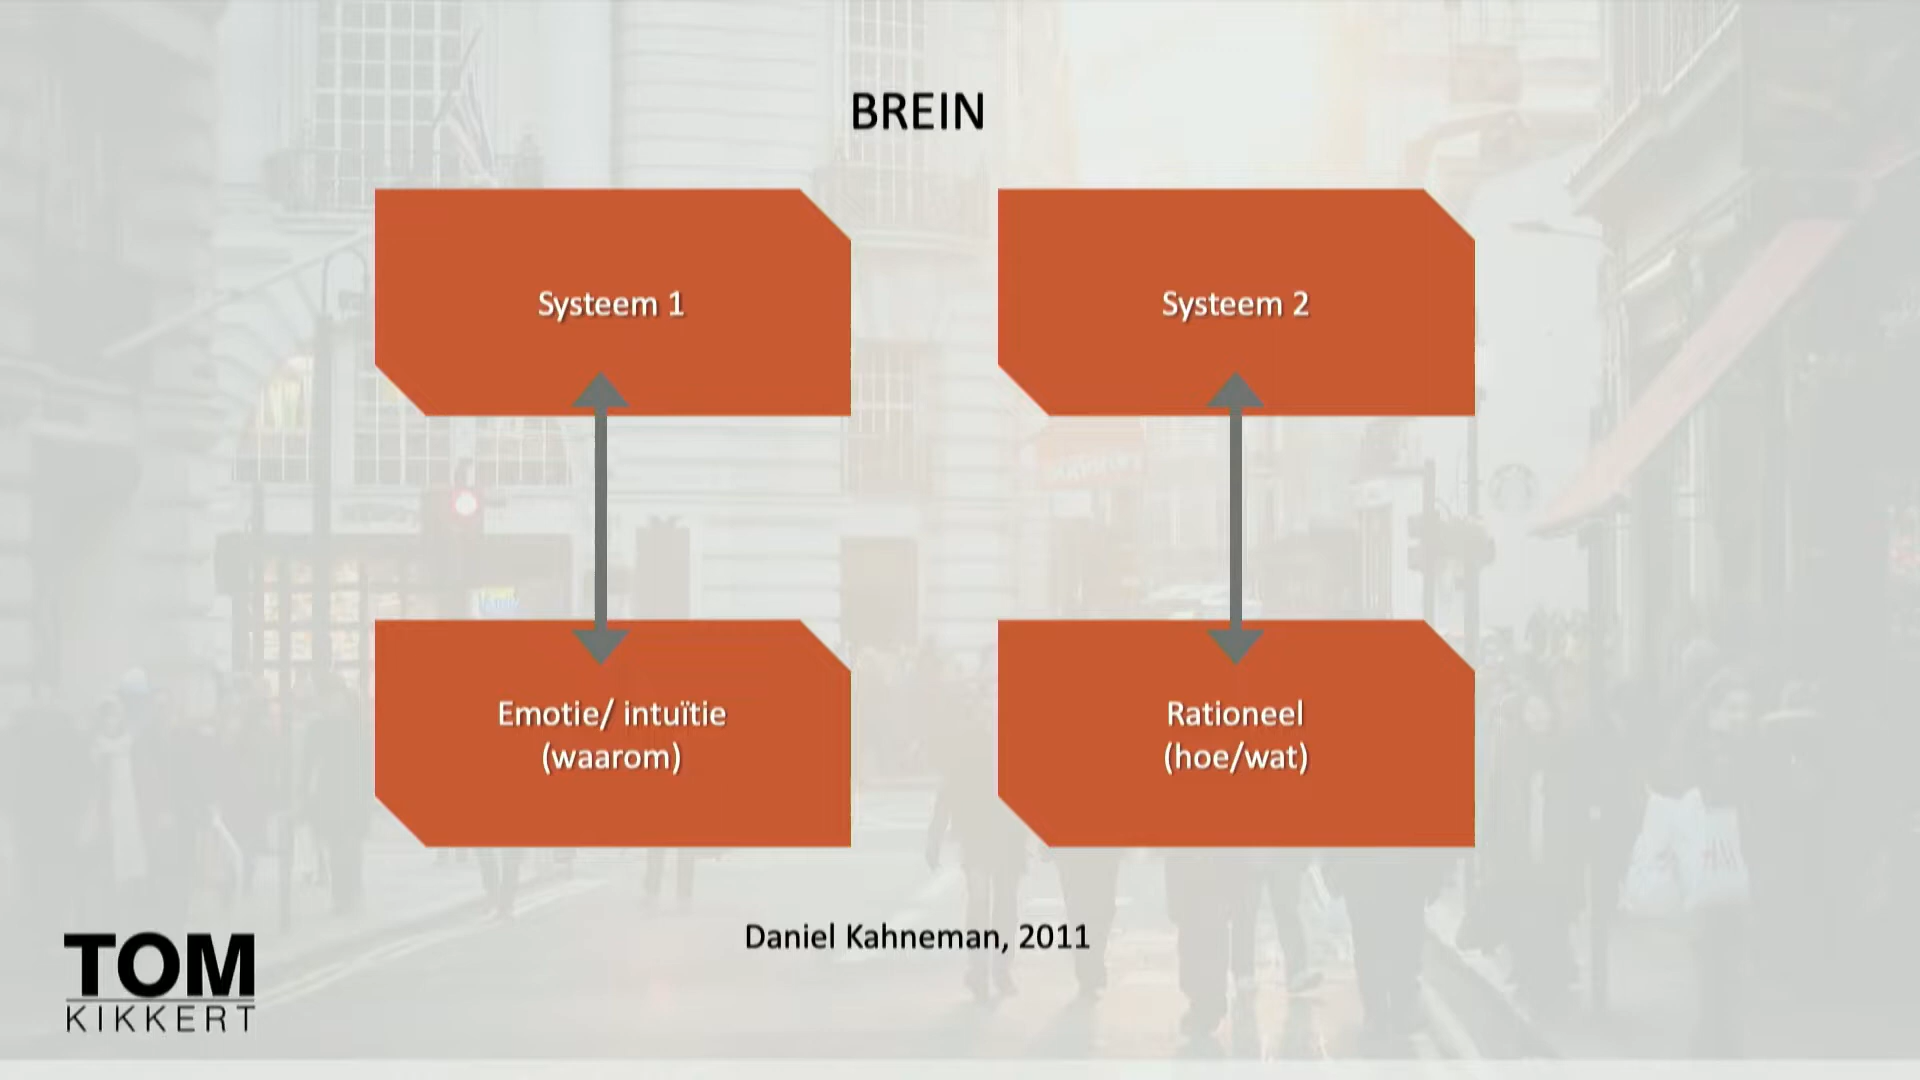 BREIN
Systeem 1
Systeem 2
Emotie/ intuïtie
(waarom)
Rationeel
(hoe/wat)
Daniel Kahneman, 2011
TOM
KIKKERT